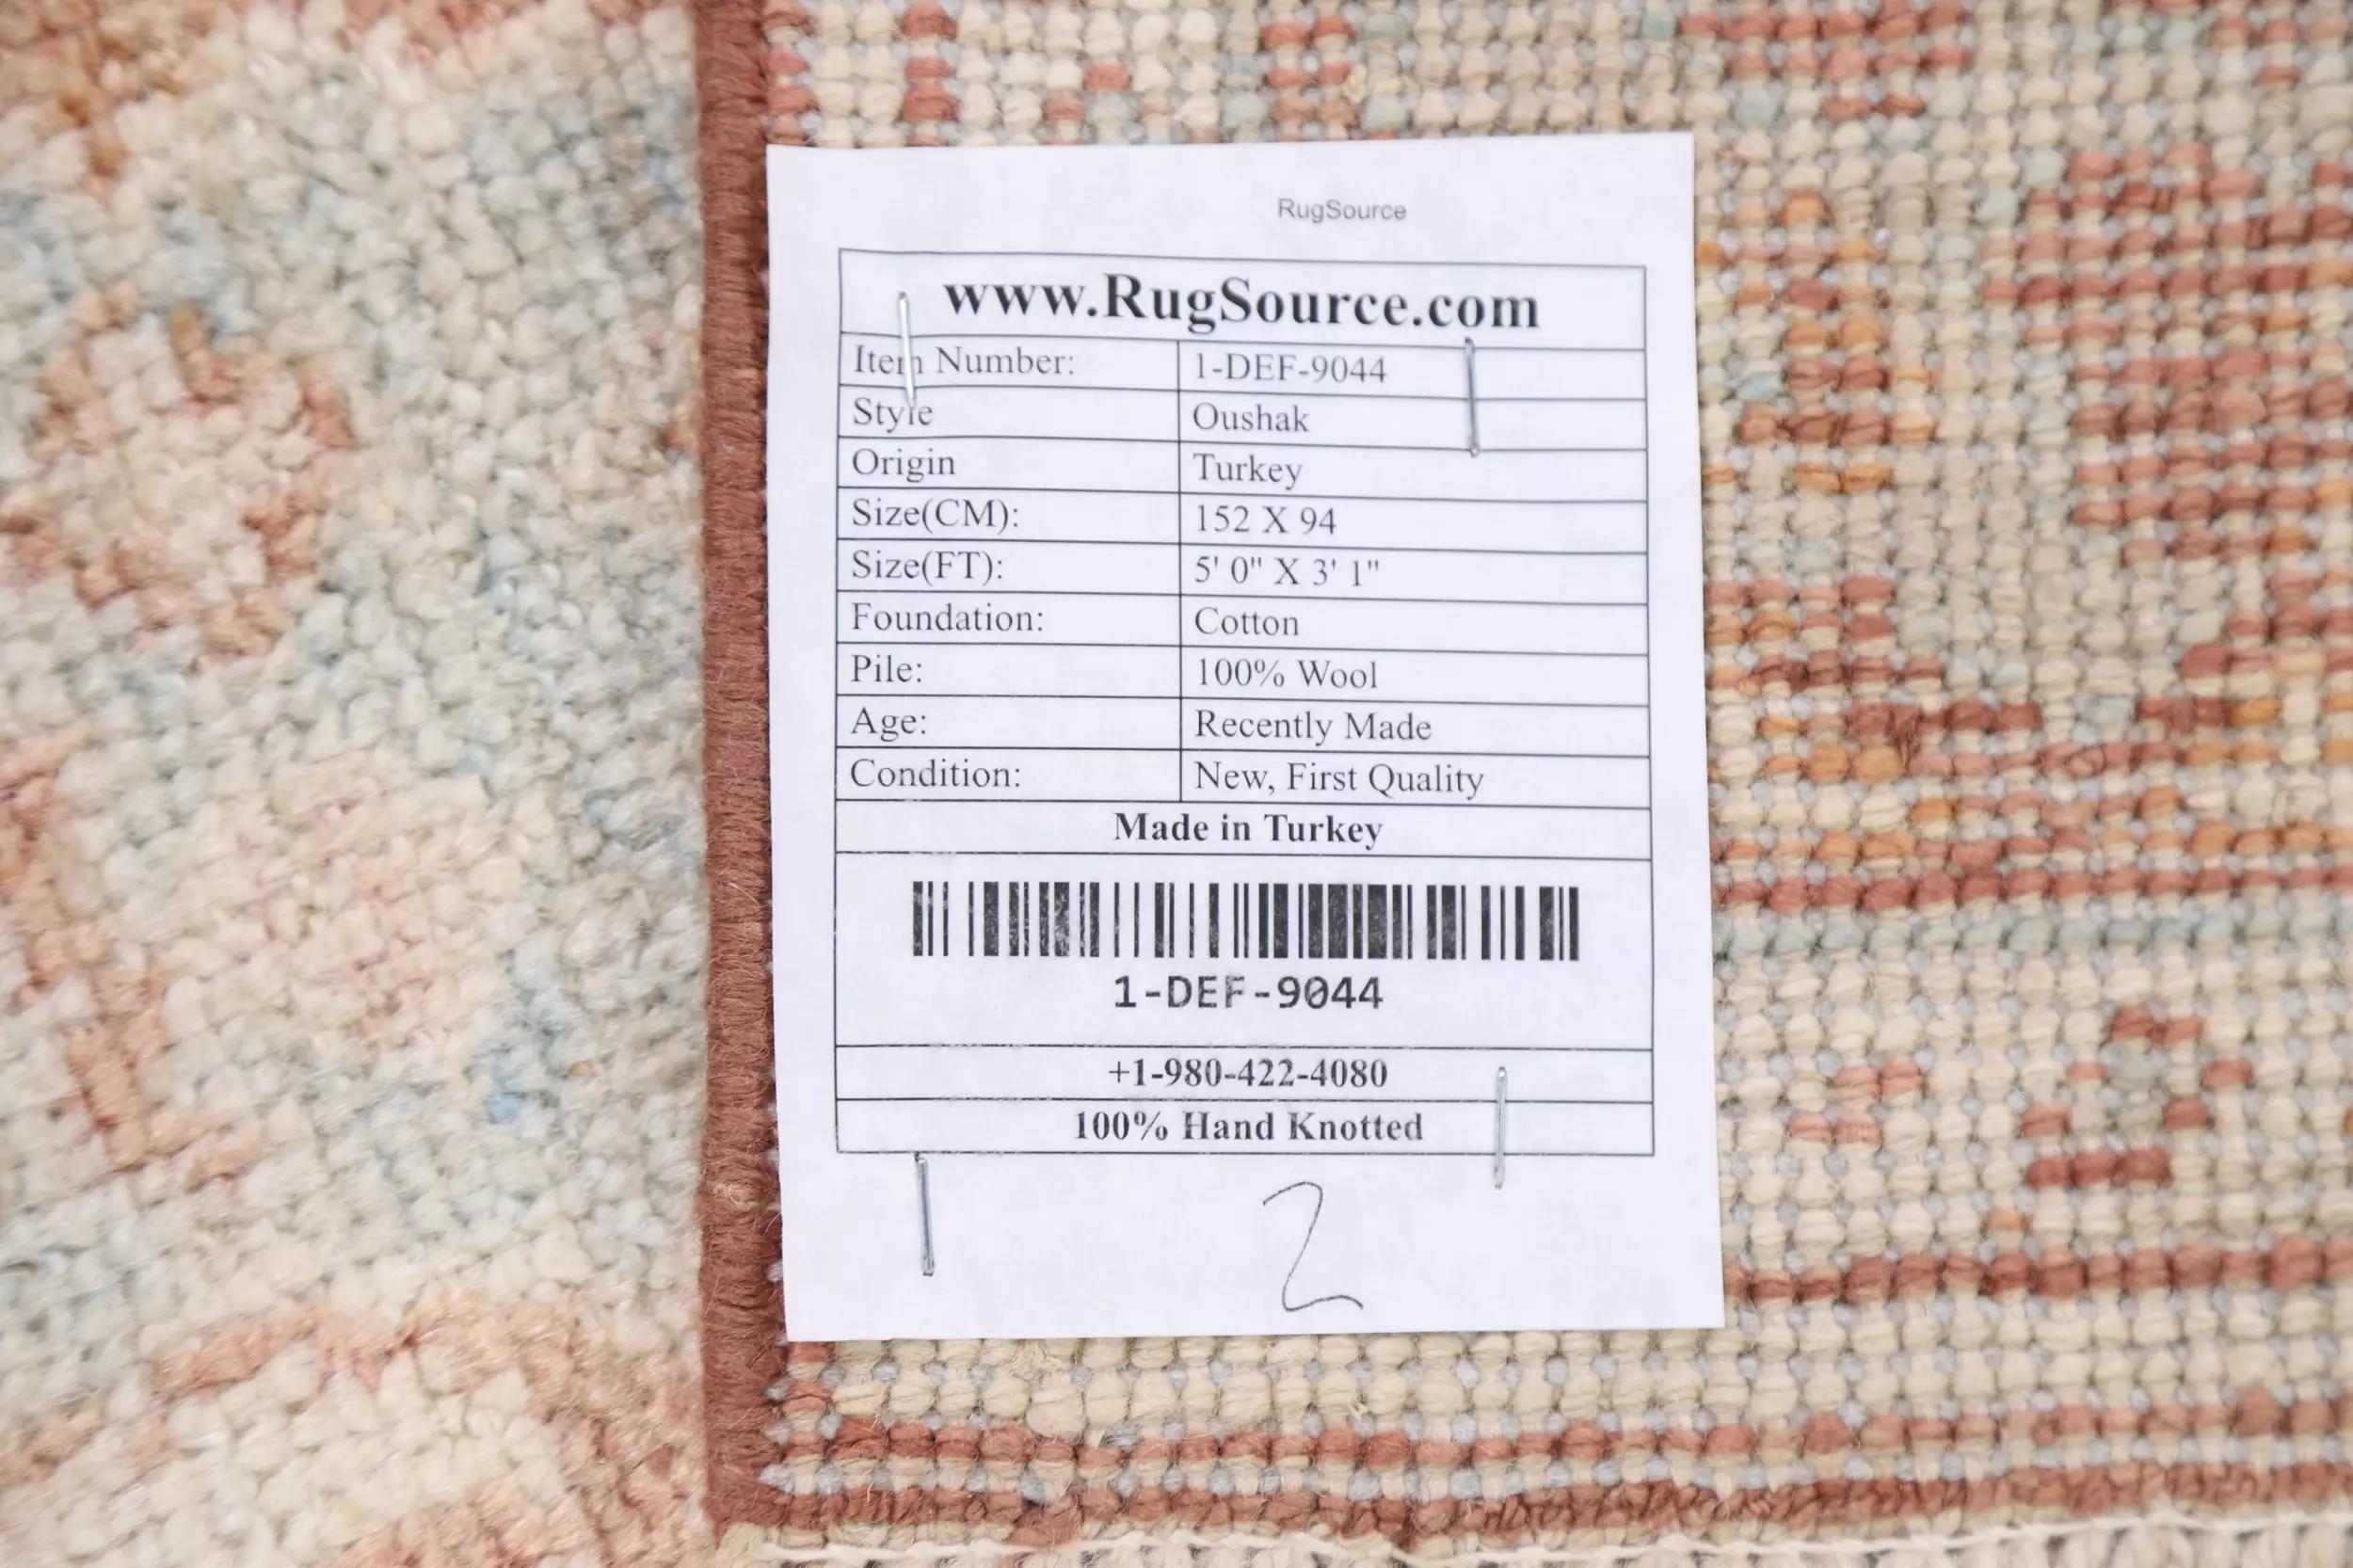 RugSource
www.RugSource.com
Item Number: 1-DEF-9044
Style Oushak
Origin Turkey
Size(CM): 152 X 94
Size(FT): 5' 0" X 3' 1"
Foundation: Cotton
Pile: 100% Wool
Age: Recently Made
Condition: New, First Quality
Made in Turkey
1-DEF-9044
+1-980-422-4080
100% Hand Knotted
2